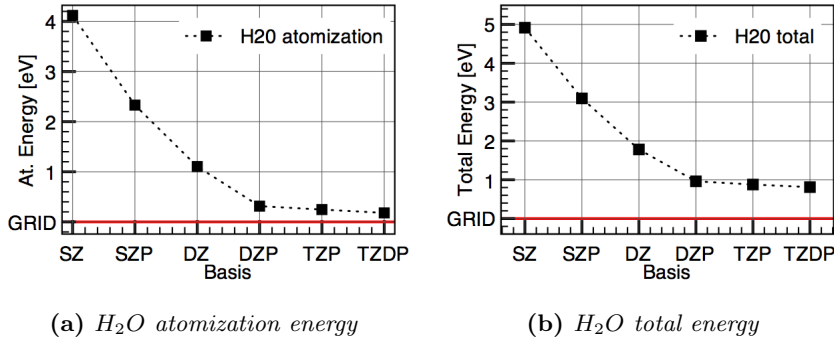 At. Energy [eV]
4
3
2
1
GRID
H20 atomization
SZ SZP DZ DZP TZP TZDP
Basis
(a) H₂O atomization energy
Total Energy [eV]
5
4
3
2
1
GRID
H20 total
SZ SZP DZ DZP TZP TZDP
Basis
(b) H₂O total energy